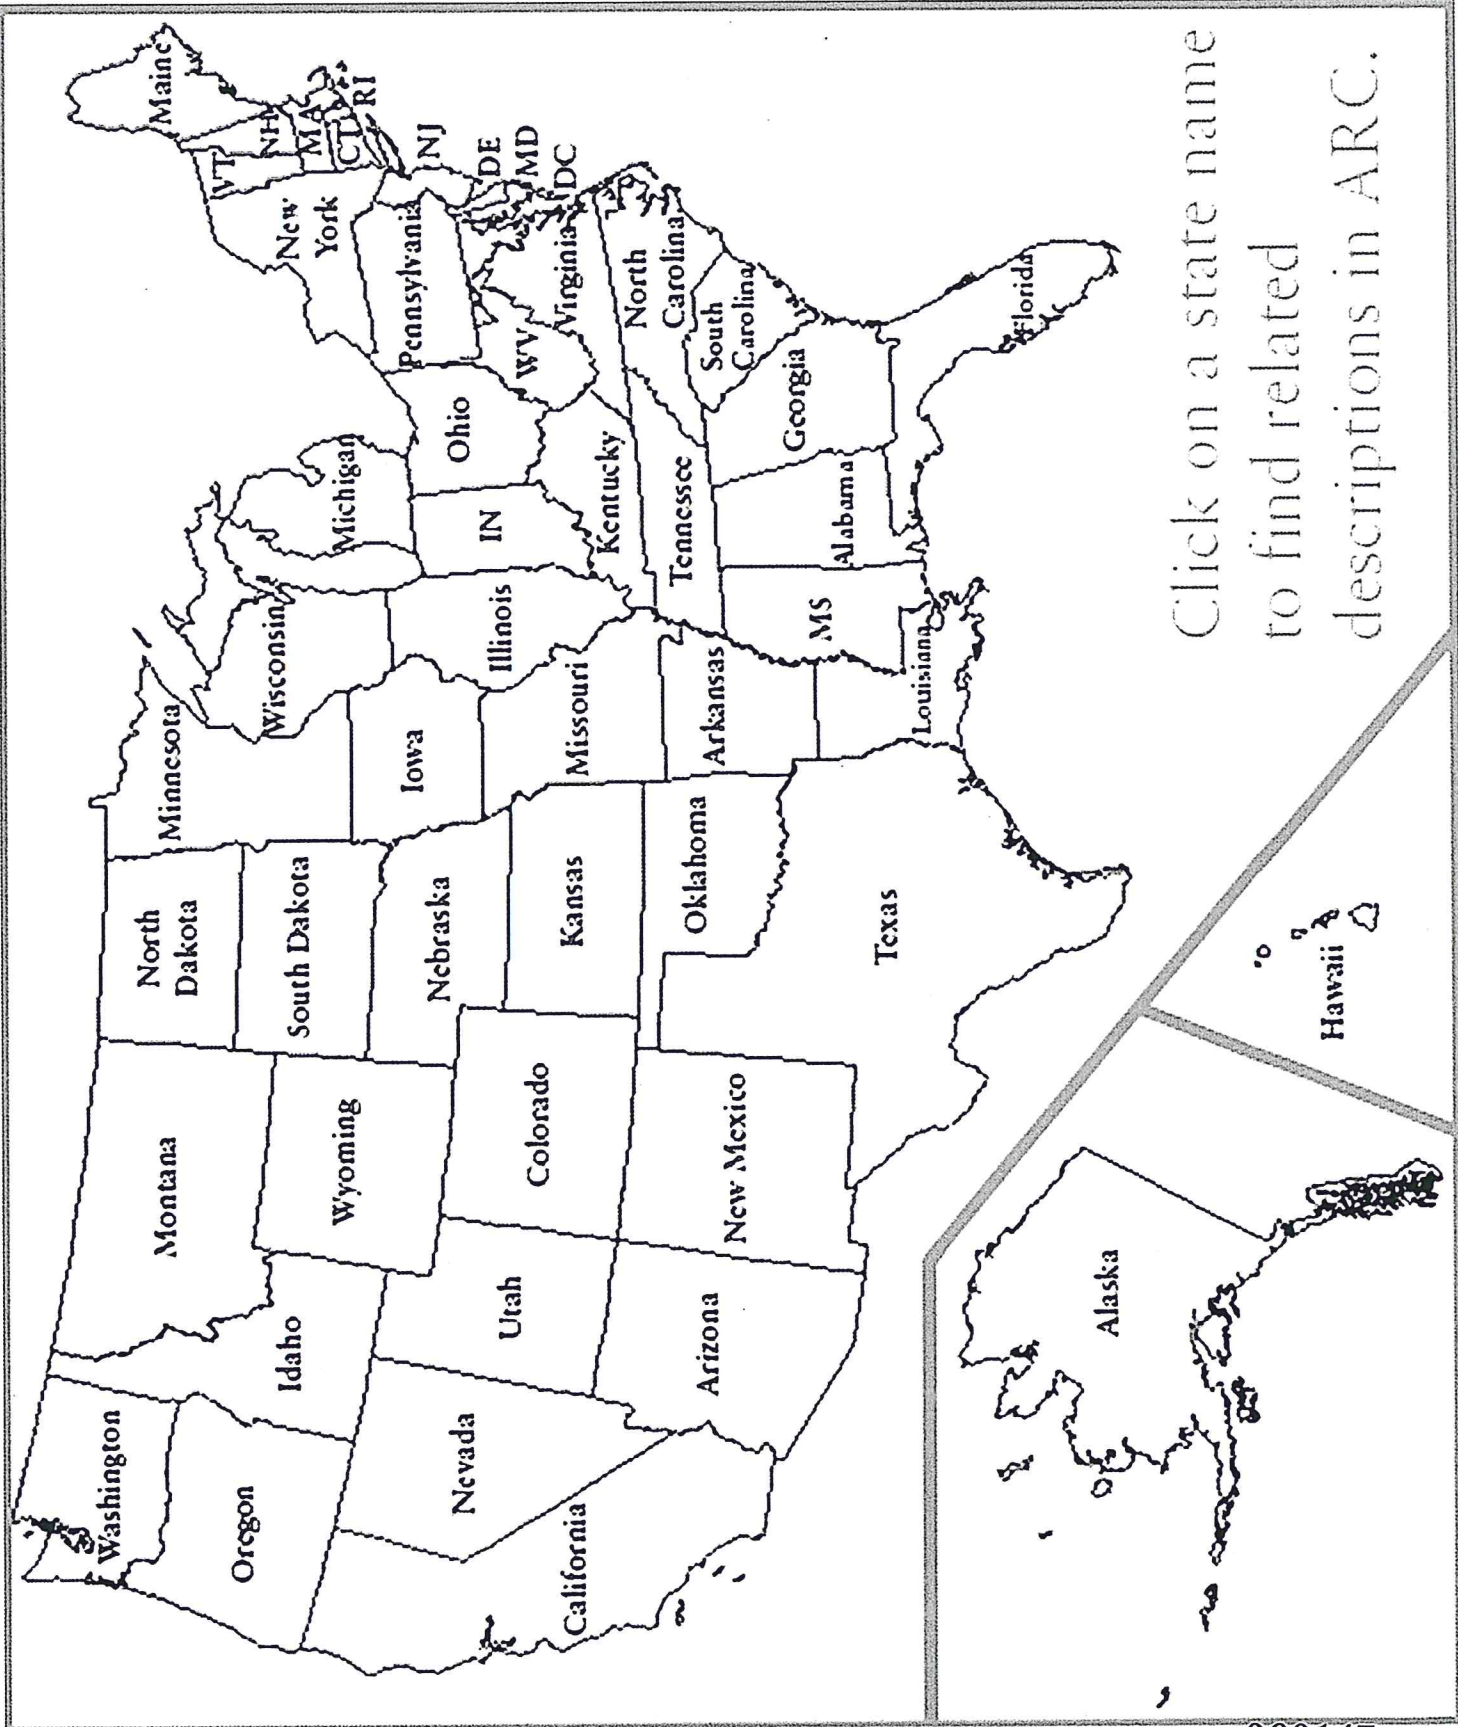 Washington
Oregon
California
Nevada
Idaho
Montana
Wyoming
Utah
Arizona
Colorado
New Mexico
North
Dakota
South Dakota
Nebraska
Kansas
Oklahoma
Texas
Minnesota
Iowa
Missouri
Arkansas
Louisiana
Wisconsin
Illinois
Michigan
IN
Ohio
Kentucky
Tennessee
MS
Alabama
Georgia
Florida
South
Carolina
North
Carolina
Virginia
WV
Pennsylvania
New
York
VT
NH
Maine
MA
CT
RI
NJ
DE
MD
DC
Alaska
Hawaii
Click on a state name
to find related
descriptions in ARC.